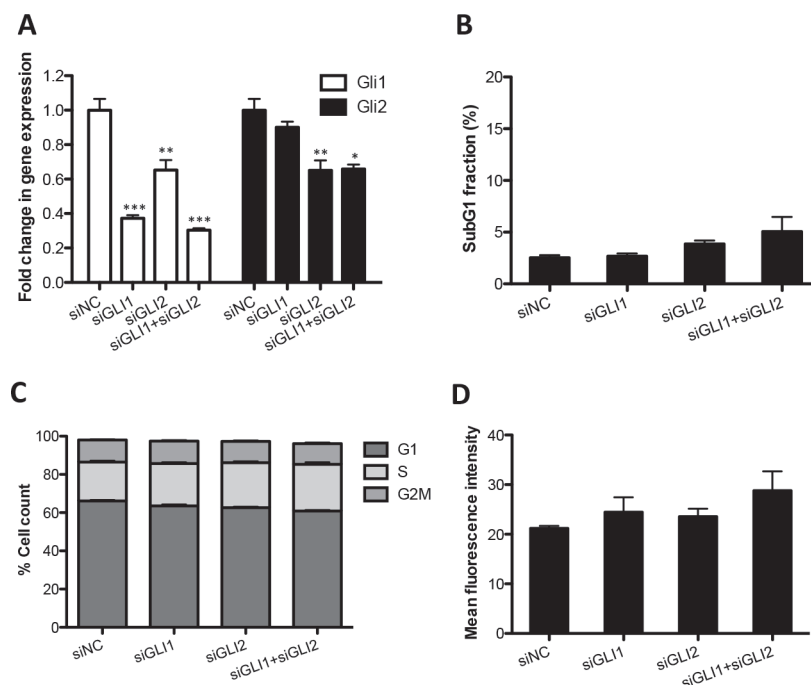 A
Fold change in gene expression
1.2
1.0
0.8
0.6
0.4
0.2
0.0
Gli1
Gli2
***
**
***
**
*
siNC
siGLI1
siGLI2
siGLI1+siGLI2
siNC
siGLI1
siGLI2
siGLI1+siGLI2
B
SubG1 fraction (%)
20
15
10
5
0
siNC
siGLI1
siGLI2
siGLI1+siGLI2
C
% Cell count
100
80
60
40
20
0
G1
S
G2M
siNC
siGLI1
siGLI2
siGLI1+siGLI2
D
Mean fluorescence intensity
40
30
20
10
0
siNC
siGLI1
siGLI2
siGLI1+siGLI2